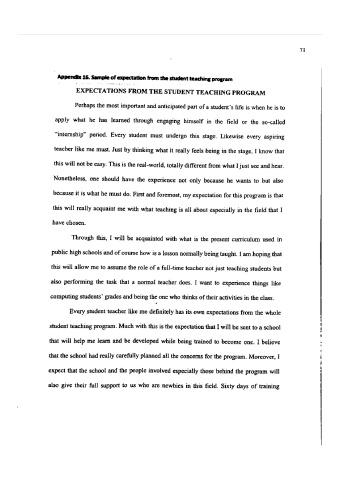 71
Appendix 16. Sample of expectation from the student teaching program
EXPECTATIONS FROM THE STUDENT TEACHING PROGRAM
Perhaps the most important and anticipated part of a student's life is when he is to
apply what he has learned through engaging himself in the field or the so-called
"internship" period. Every student must undergo this stage. Likewise every aspiring
teacher like me must. Just by thinking what it really feels being in the stage, I know that
this will not be easy. This is the real-world, totally different from what I just see and hear.
Nonetheless, one should have the experience not only because he wants to but also
because it is what he must do. First and foremost, my expectation for this program is that
this will really acquaint me with what teaching is all about especially in the field that I
have chosen.
Through this, I will be acquainted with what is the present curriculum used in
public high schools and of course how is a lesson normally being taught. I am hoping that
this will allow me to assume the role of a full-time teacher not just teaching students but
also performing the task that a normal teacher does. I want to experience things like
computing students' grades and being the one who thinks of their activities in the class.
Every student teacher like me definitely has its own expectations from the whole
student teaching program. Much with this is the expectation that I will be sent to a school
that will help me learn and be developed while being trained to become one. I believe
that the school had really carefully planned all the concerns for the program. Moreover, I
expect that the school and the people involved especially those behind the program will
also give their full support to us who are newbies in this field. Sixty days of training